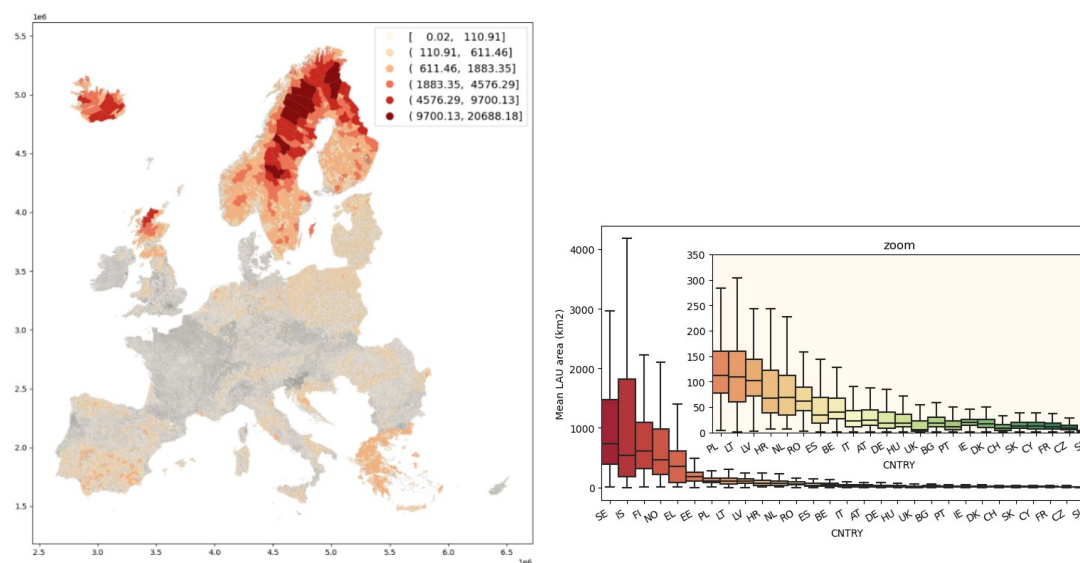 1e6
5.5
5.0
4.5
4.0
3.5
3.0
2.5
2.0
1.5
2.5 3.0 3.5 4.0 4.5 5.0 5.5 6.0 6.5
1e6
[ 0.02, 110.91]
( 110.91, 611.46]
( 611.46, 1883.35]
( 1883.35, 4576.29]
( 4576.29, 9700.13]
( 9700.13, 20688.18]
Mean LAU area (km2)
4000
3000
2000
1000
0
zoom
350
300
250
200
150
100
50
0
PL LT LV HR NL RO ES BE IT AT DE HU UK BG PT IE DK CH SK CY FR CZ
CNTRY
SE IS FI NO EL EE PL LT LV HR NL RO ES BE IT AT DE HU UK BG PT IE DK CH SK CY FR CZ
CNTRY